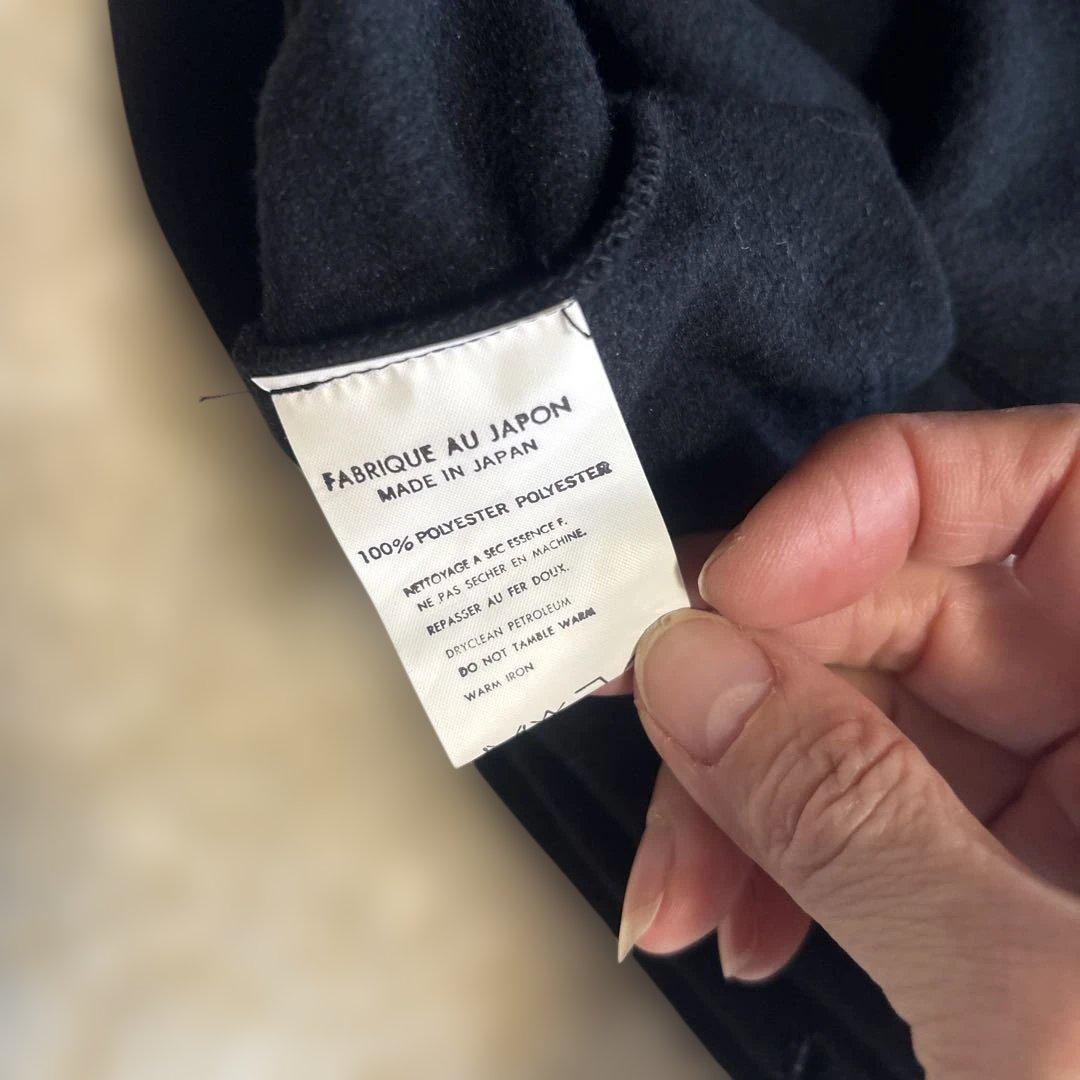 FABRIQUE AU JAPON
MADE IN JAPAN
100% POLYESTER POLYESTER
NETTOYAGE A SEC ESSENCE F.
NE PAS SECHER EN MACHINE.
REPASSER AU FER DOUX.
DRYCLEAN PETROLEUM
DO NOT TAMBLE WARM
WARM IRON